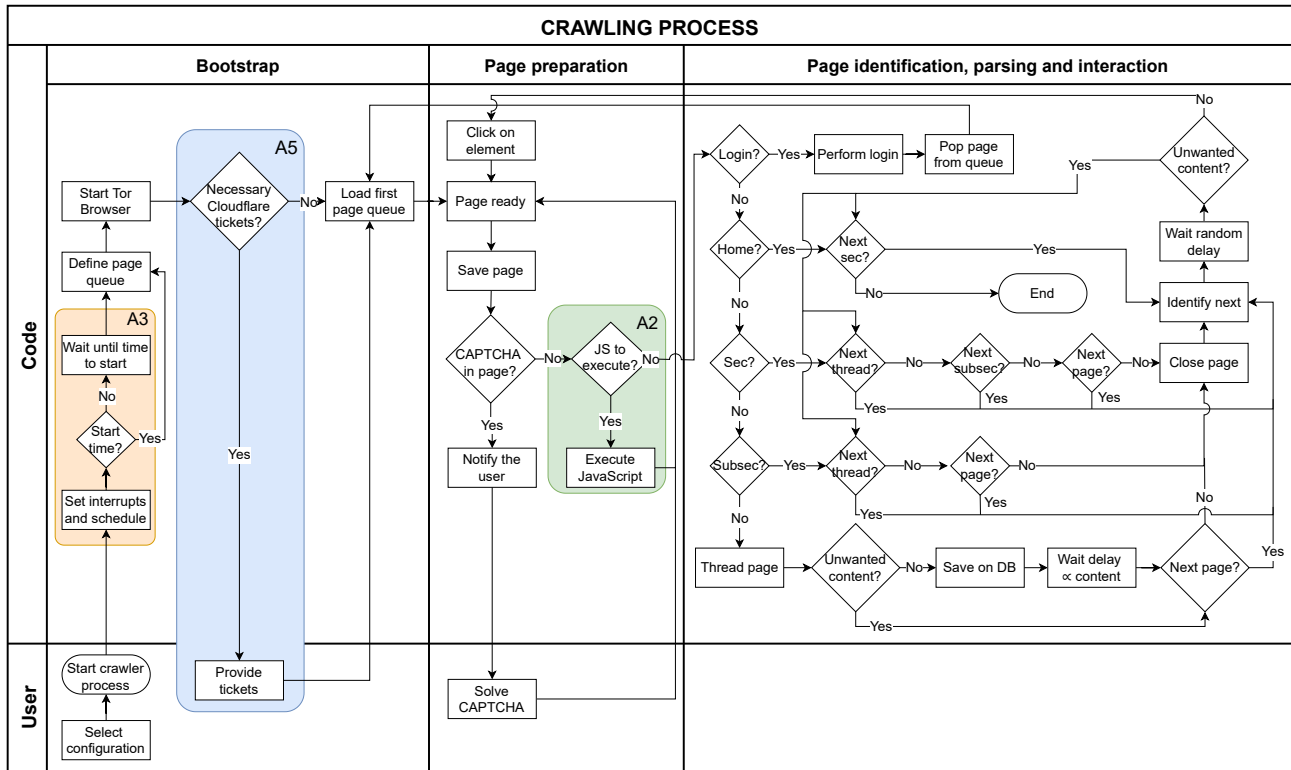 CRAWLING PROCESS
Bootstrap
Page preparation
Page identification, parsing and interaction
Code
User
A5
Start Tor
Browser
Necessary
Cloudflare
tickets?
No
Load first
page queue
Define page
queue
A3
Wait until time
to start
No
Start
time?
Yes
Set interrupts
and schedule
Yes
Start crawler
process
Select
configuration
Provide
tickets
Click on
element
Page ready
Save page
CAPTCHA
in page?
No
A2
JS to
execute?
No
Yes
Yes
Notify the
user
Execute
JavaScript
Solve
CAPTCHA
Login?
Yes
Perform login
Pop page
from queue
No
No
Unwanted
content?
Yes
Wait random
delay
Home?
Yes
Next
sec?
Yes
No
End
Identify next
No
Sec?
Yes
Next
thread?
No
Next
subsec?
No
Next
page?
No
Close page
Yes
Yes
Yes
No
Subsec?
Yes
Next
thread?
No
Next
page?
No
Yes
Yes
No
No
Thread page
Unwanted
content?
No
Save on DB
Wait delay
∝ content
Next page?
Yes
Yes